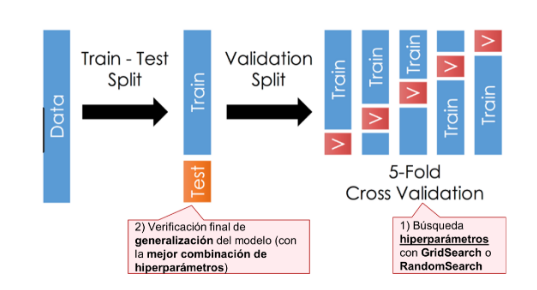 Train - Test
Split
Validation
Split
Data
Train
Test
Train
V
Train
V
Train
V
V
Train
V
Train
5-Fold
Cross Validation
2) Verificación final de
generalización del modelo (con
la mejor combinación de
hiperparámetros)
1) Búsqueda
hiperparámetros
con GridSearch o
RandomSearch